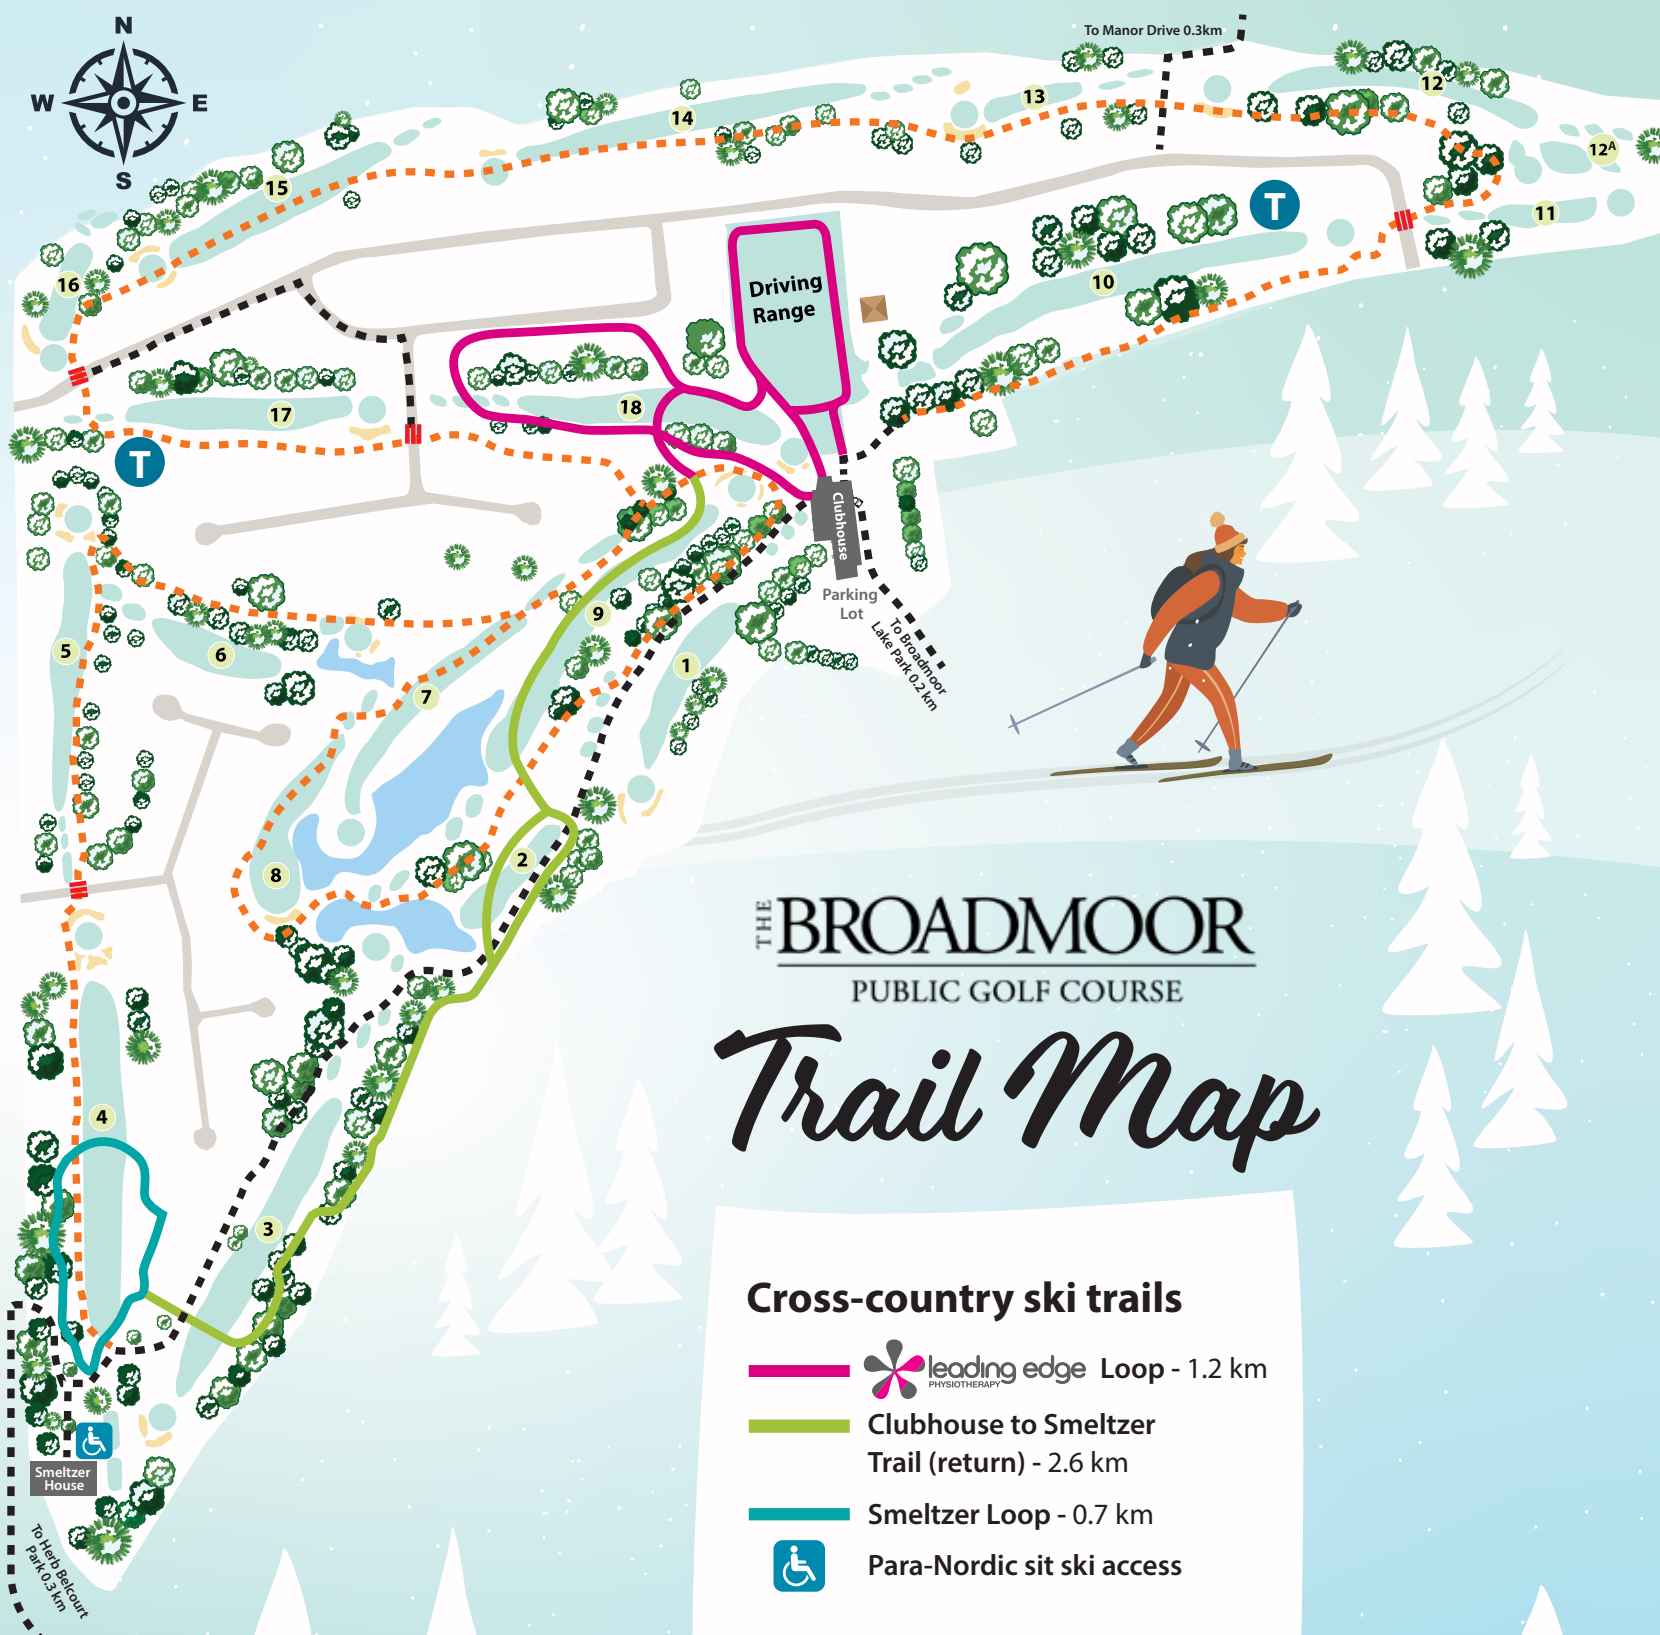 N
W E
S
To Manor Drive 0.3km
12
13
14
12A
15
T
11
16
10
Driving
Range
18
17
T
Clubhouse
Parking
Lot
To Broadmoor
Lake Park 0.2 km
9
5
6
1
7
2
8
4
3
Smeltzer
House
To Herb Belcourt
Park 0.3 km
THE BROADMOOR
PUBLIC GOLF COURSE
Trail Map
Cross-country ski trails
leading edge Loop - 1.2 km
PHYSIOTHERAPY
Clubhouse to Smeltzer
Trail (return) - 2.6 km
Smeltzer Loop - 0.7 km
Para-Nordic sit ski access